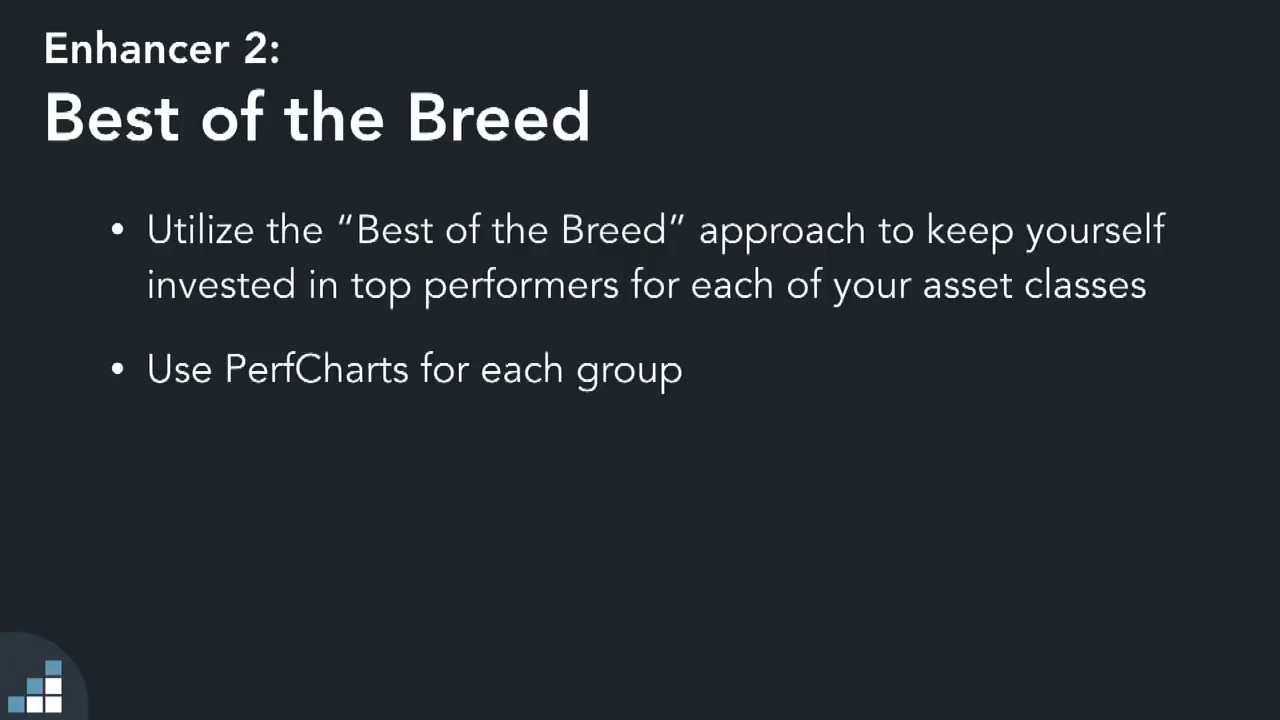 Enhancer 2:
Best of the Breed
• Utilize the “Best of the Breed” approach to keep yourself
invested in top performers for each of your asset classes
• Use PerfCharts for each group